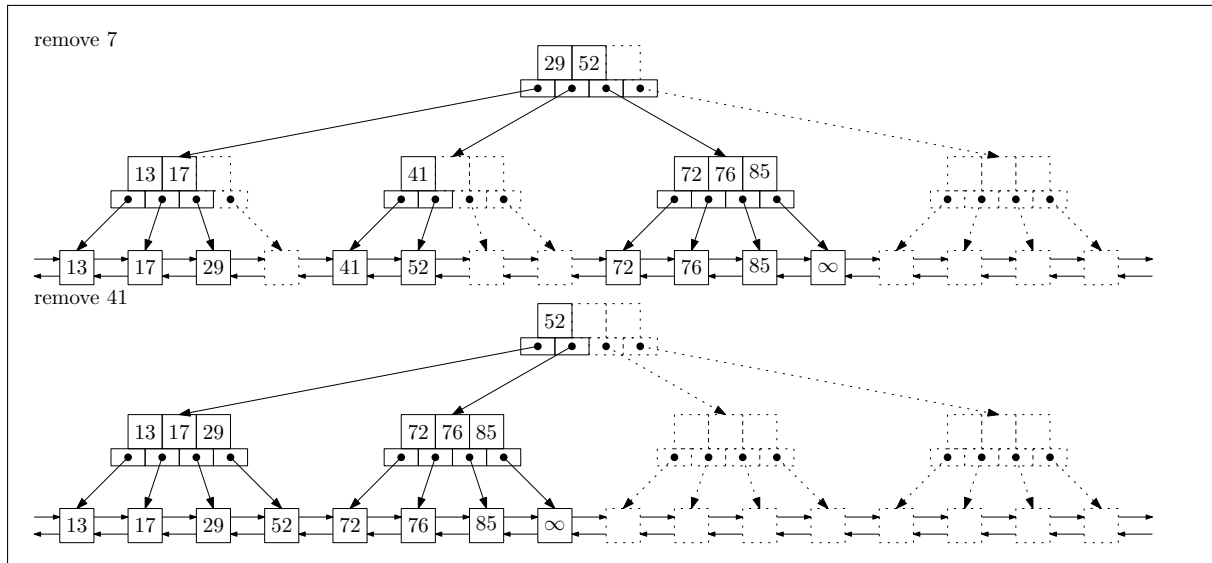 remove 7
29 52
13 17 41 72 76 85
13 17 29 41 52 72 76 85 ∞
remove 41
52
13 17 29 72 76 85
13 17 29 52 72 76 85 ∞